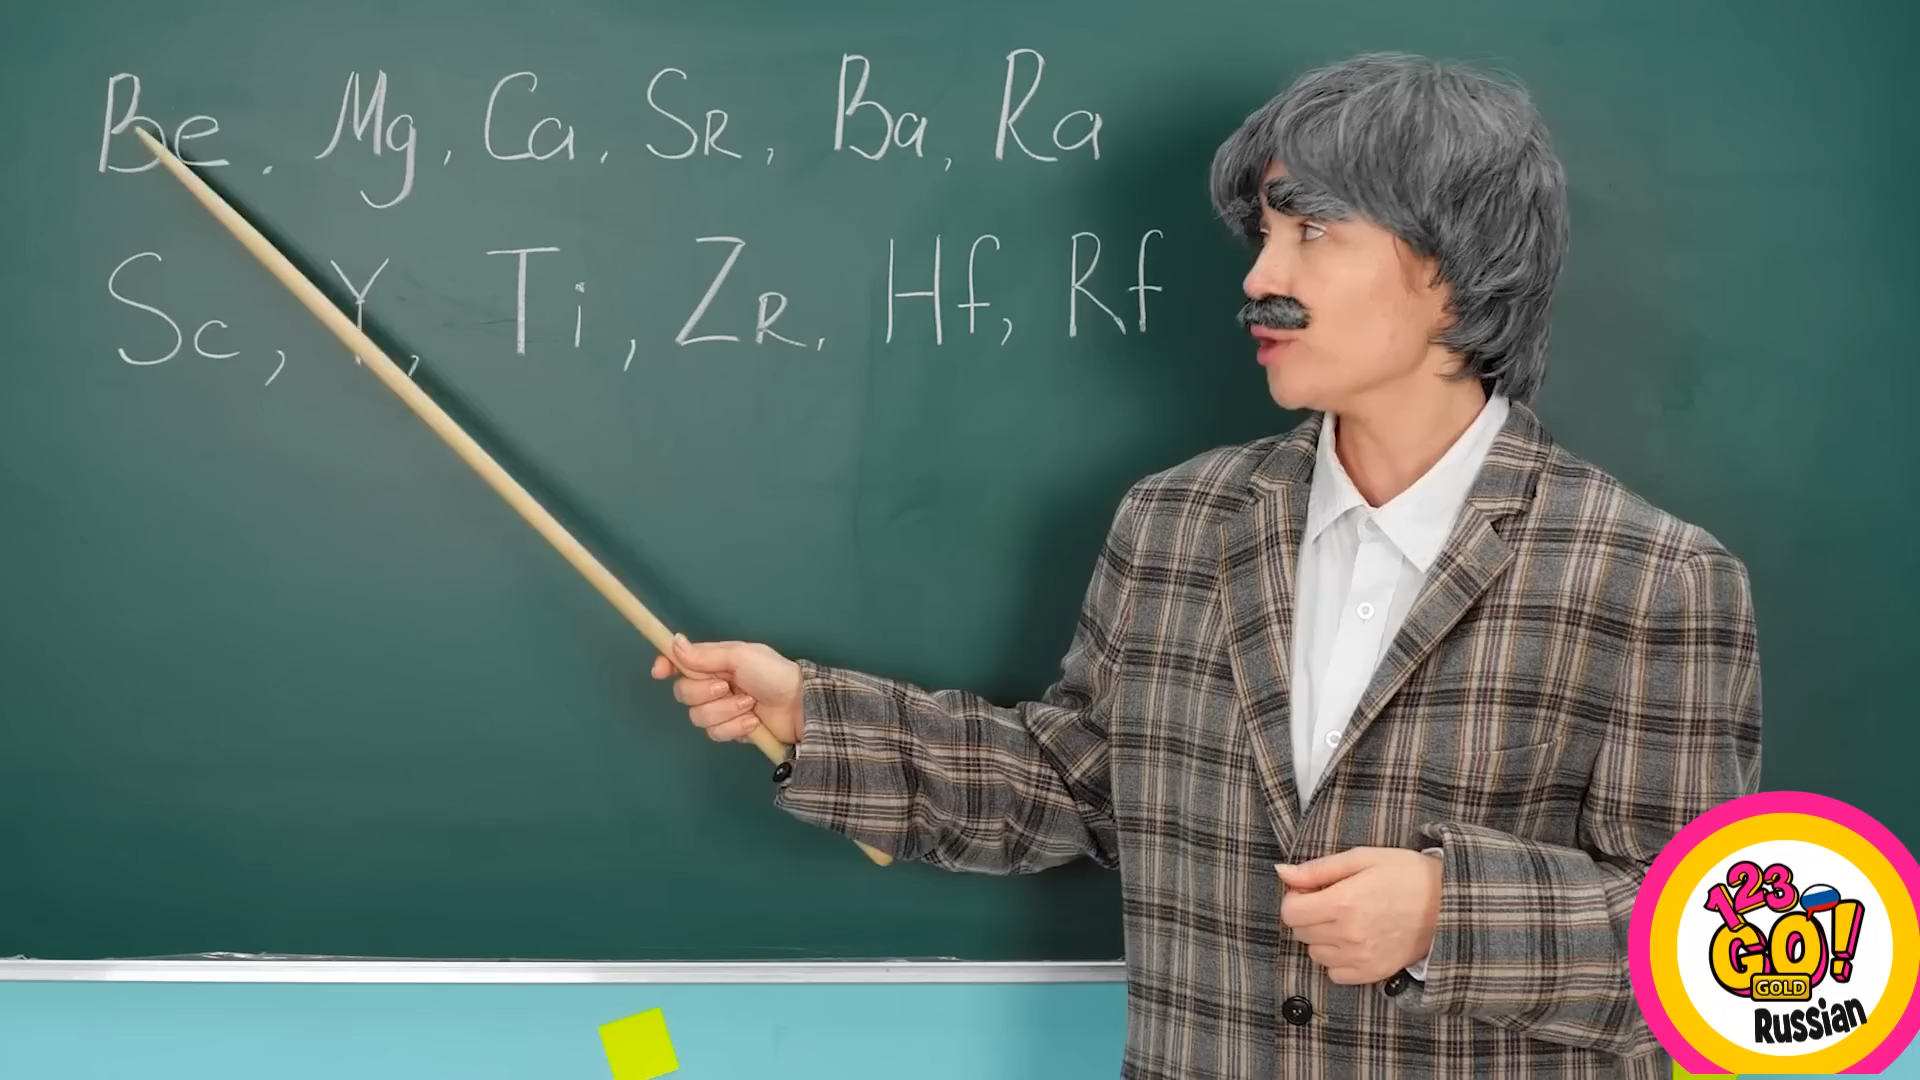 Be. Mg, Ca, SR, Ba, Ra
Sc, Y, Ti, ZR, Hf, Rf
123
GO!
GOLD
Russian